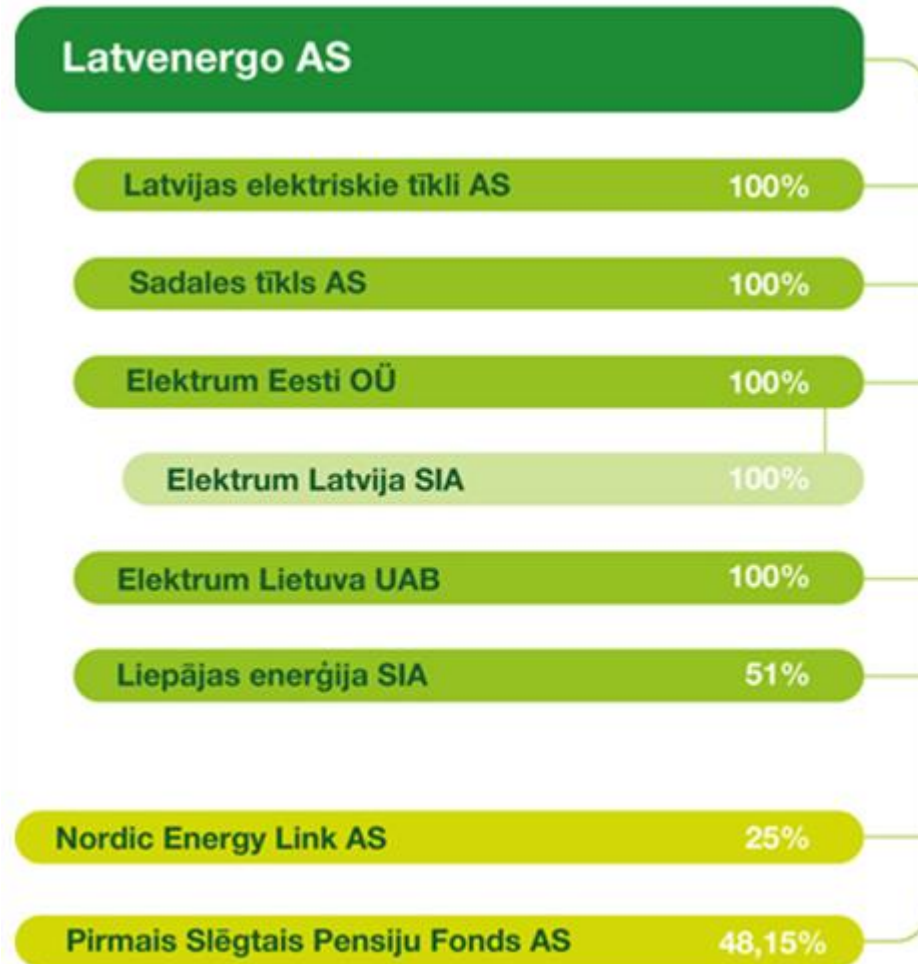 Latvenergo AS
Latvijas elektriskie tīkli AS 100%
Sadales tīkls AS 100%
Elektrum Eesti OÜ 100%
Elektrum Latvija SIA 100%
Elektrum Lietuva UAB 100%
Liepājas enerģija SIA 51%
Nordic Energy Link AS 25%
Pirmais Slēgtais Pensiju Fonds AS 48,15%